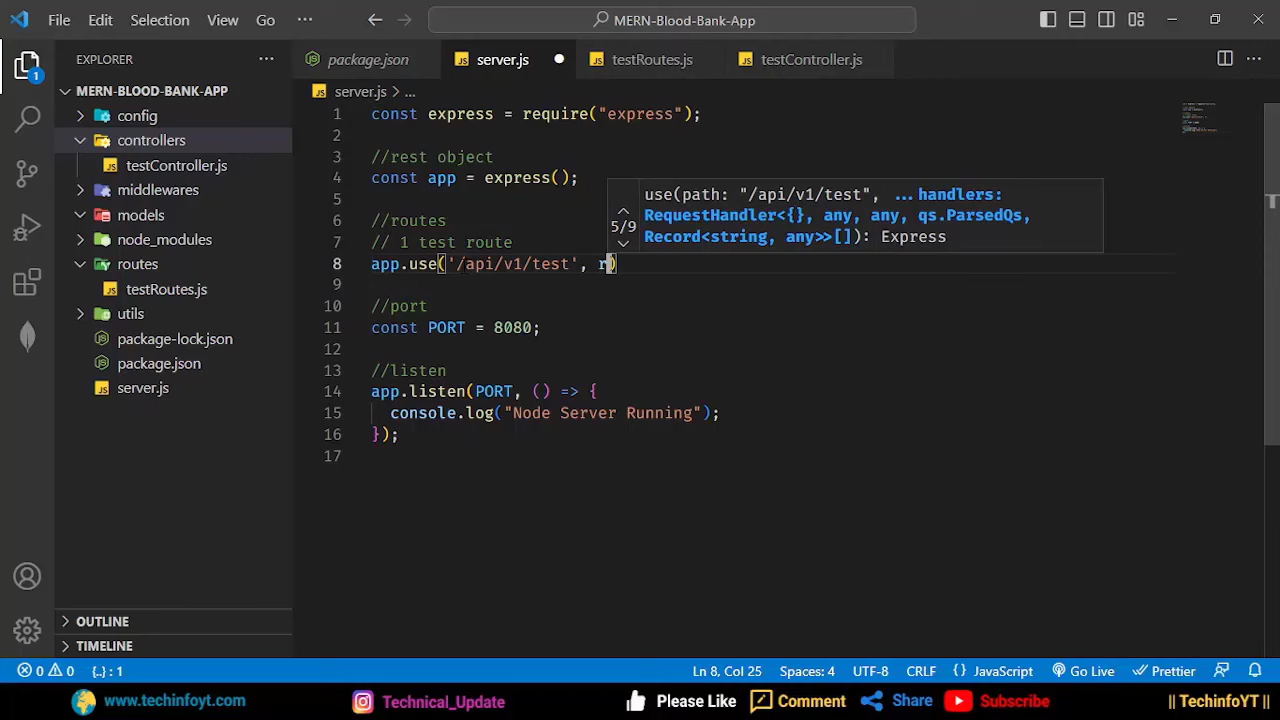 File Edit Selection View Go ··· MERN-Blood-Bank-App
EXPLORER ···
package.json server.js testRoutes.js testController.js ···
1
MERN-BLOOD-BANK-APP
config
controllers
testController.js
middlewares
models
node_modules
routes
testRoutes.js
utils
package-lock.json
package.json
server.js
OUTLINE
TIMELINE
server.js > ...
1 const express = require("express");
2
3 //rest object
4 const app = express();
5
6 //routes
7 // 1 test route
8 app.use('/api/v1/test', r)
9
10 //port
11 const PORT = 8080;
12
13 //listen
14 app.listen(PORT, () => {
15 console.log("Node Server Running");
16 });
17
5/9
use(path: "/api/v1/test", ...handlers:
RequestHandler<{}, any, any, qs.ParsedQs,
Record<string, any>>[]): Express
0 0 {..} : 1 Ln 8, Col 25 Spaces: 4 UTF-8 CRLF {} JavaScript Go Live Prettier
www.techinfoyt.com Technical_Update Please Like Comment Share Subscribe || TechinfoYT ||